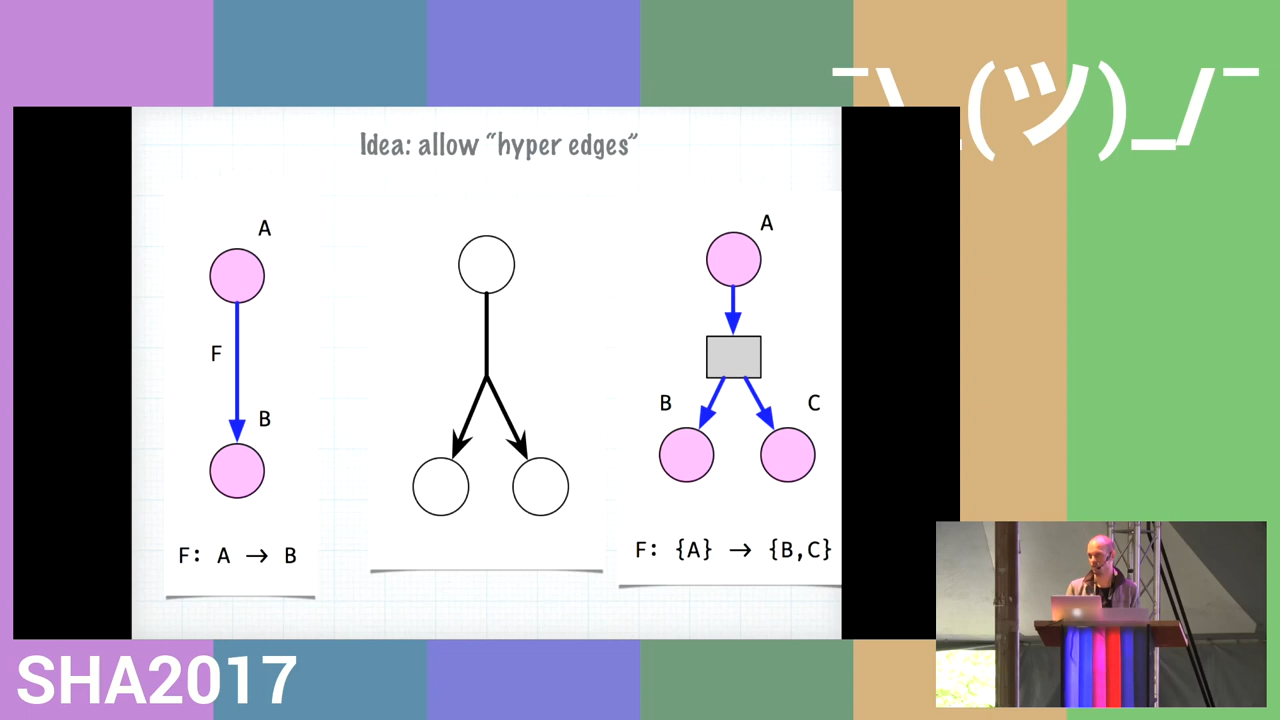 ¯\_(ツ)_/¯
Idea: allow “hyper edges”
A
F
B
F: A → B
A
B
C
F: {A} → {B,C}
SHA2017